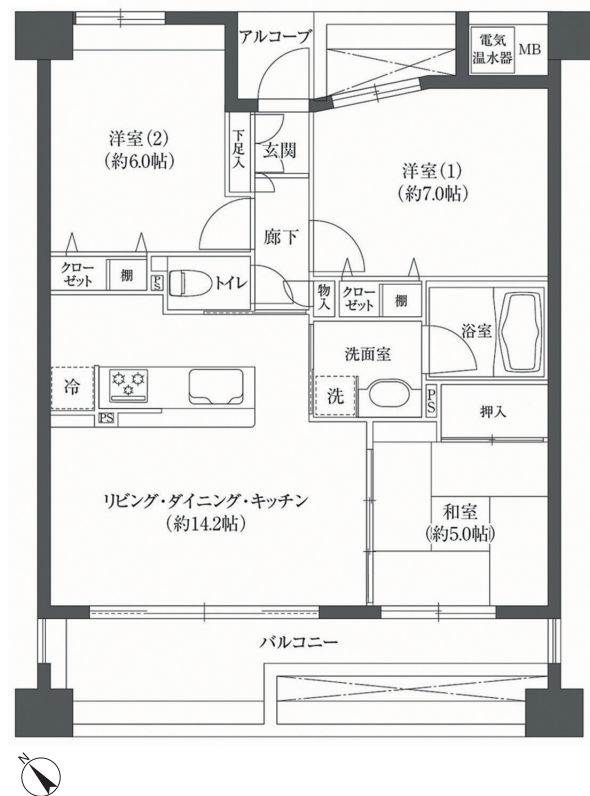 アルコーブ
電気
温水器
MB
洋室(2)
(約6.0帖)
下足入
玄関
洋室(1)
(約7.0帖)
廊下
クロー
ゼット
棚
PS
トイレ
物入
クロー
ゼット
棚
浴室
洗面室
冷
洗
PS
押入
PS
リビング・ダイニング・キッチン
(約14.2帖)
和室
(約5.0帖)
バルコニー
N